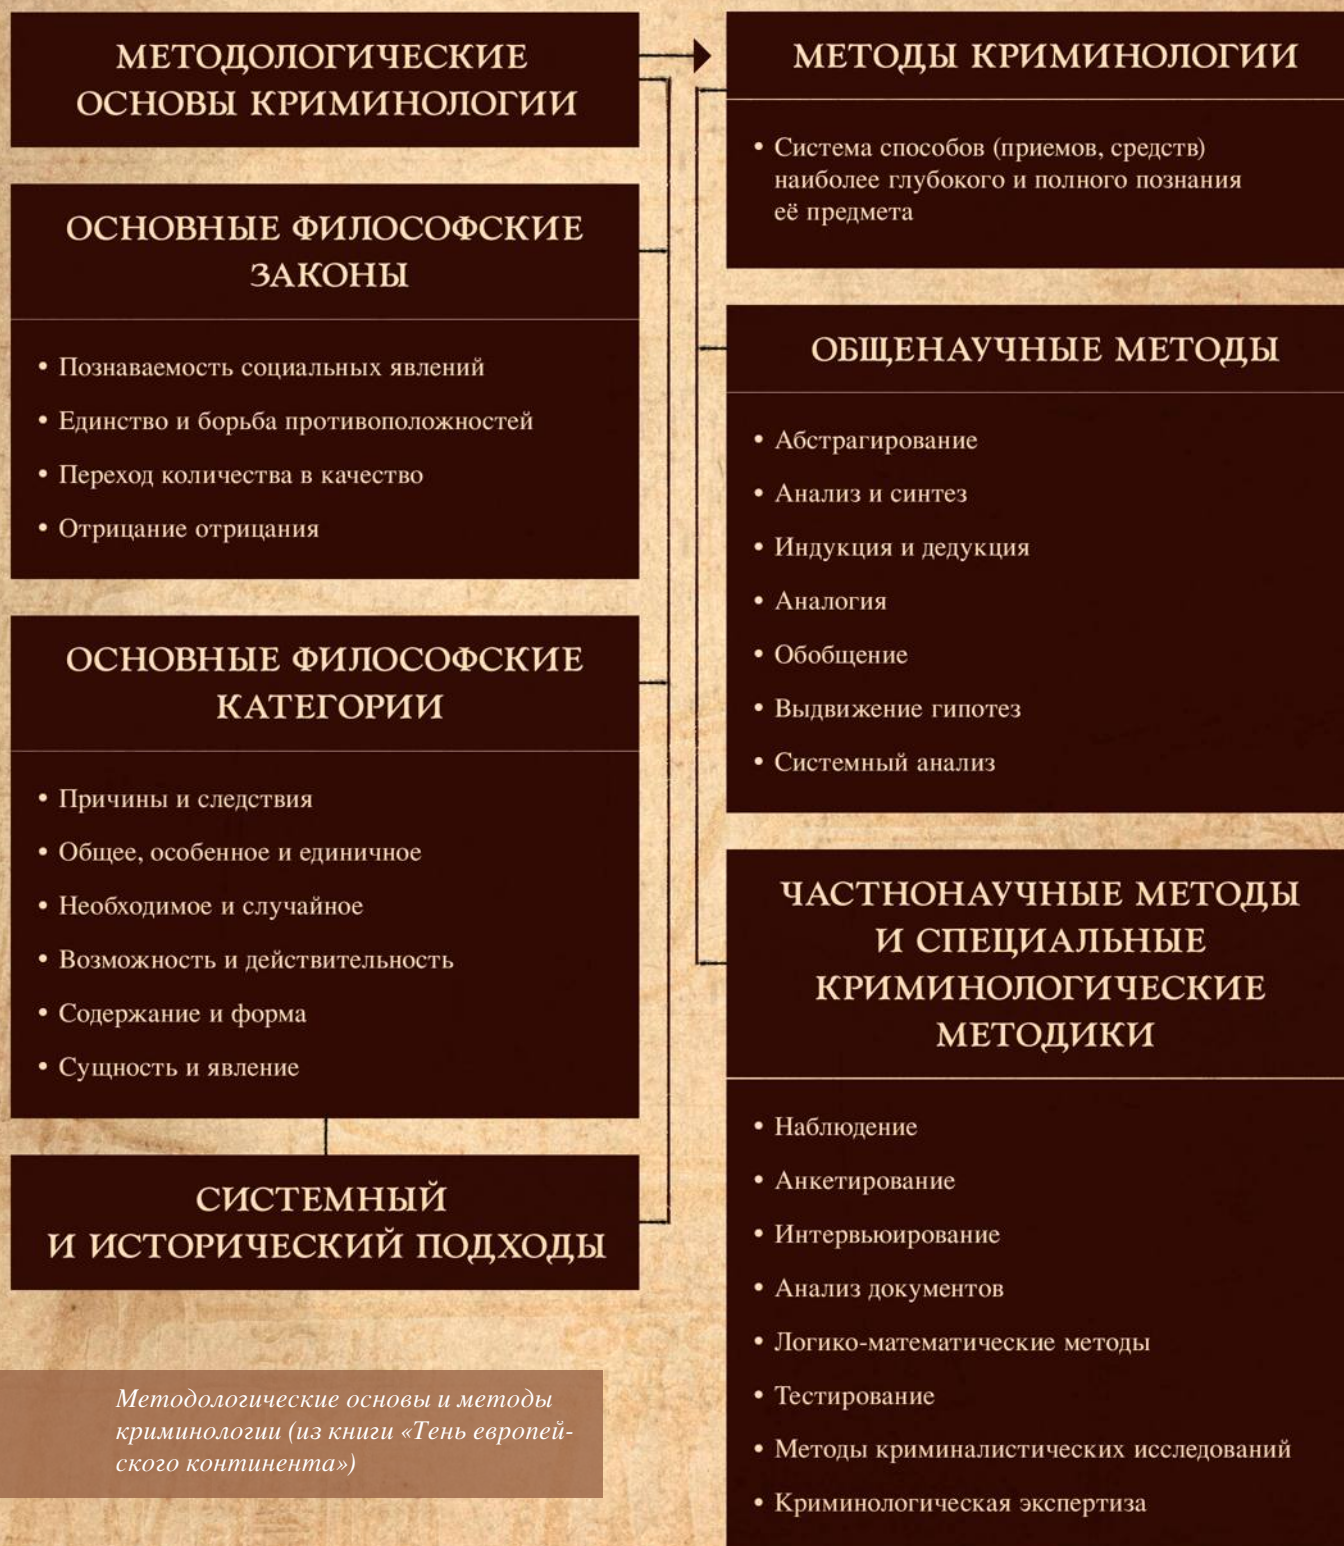 МЕТОДОЛОГИЧЕСКИЕ
ОСНОВЫ КРИМИНОЛОГИИ
ОСНОВНЫЕ ФИЛОСОФСКИЕ
ЗАКОНЫ
• Познаваемость социальных явлений
• Единство и борьба противоположностей
• Переход количества в качество
• Отрицание отрицания
ОСНОВНЫЕ ФИЛОСОФСКИЕ
КАТЕГОРИИ
• Причины и следствия
• Общее, особенное и единичное
• Необходимое и случайное
• Возможность и действительность
• Содержание и форма
• Сущность и явление
СИСТЕМНЫЙ
И ИСТОРИЧЕСКИЙ ПОДХОДЫ
Методологические основы и методы
криминологии (из книги «Тень европей-
ского континента»)
МЕТОДЫ КРИМИНОЛОГИИ
• Система способов (приемов, средств)
наиболее глубокого и полного познания
её предмета
ОБЩЕНАУЧНЫЕ МЕТОДЫ
• Абстрагирование
• Анализ и синтез
• Индукция и дедукция
• Аналогия
• Обобщение
• Выдвижение гипотез
• Системный анализ
ЧАСТНОНАУЧНЫЕ МЕТОДЫ
И СПЕЦИАЛЬНЫЕ
КРИМИНОЛОГИЧЕСКИЕ
МЕТОДИКИ
• Наблюдение
• Анкетирование
• Интервьюирование
• Анализ документов
• Логико-математические методы
• Тестирование
• Методы криминалистических исследований
• Криминологическая экспертиза